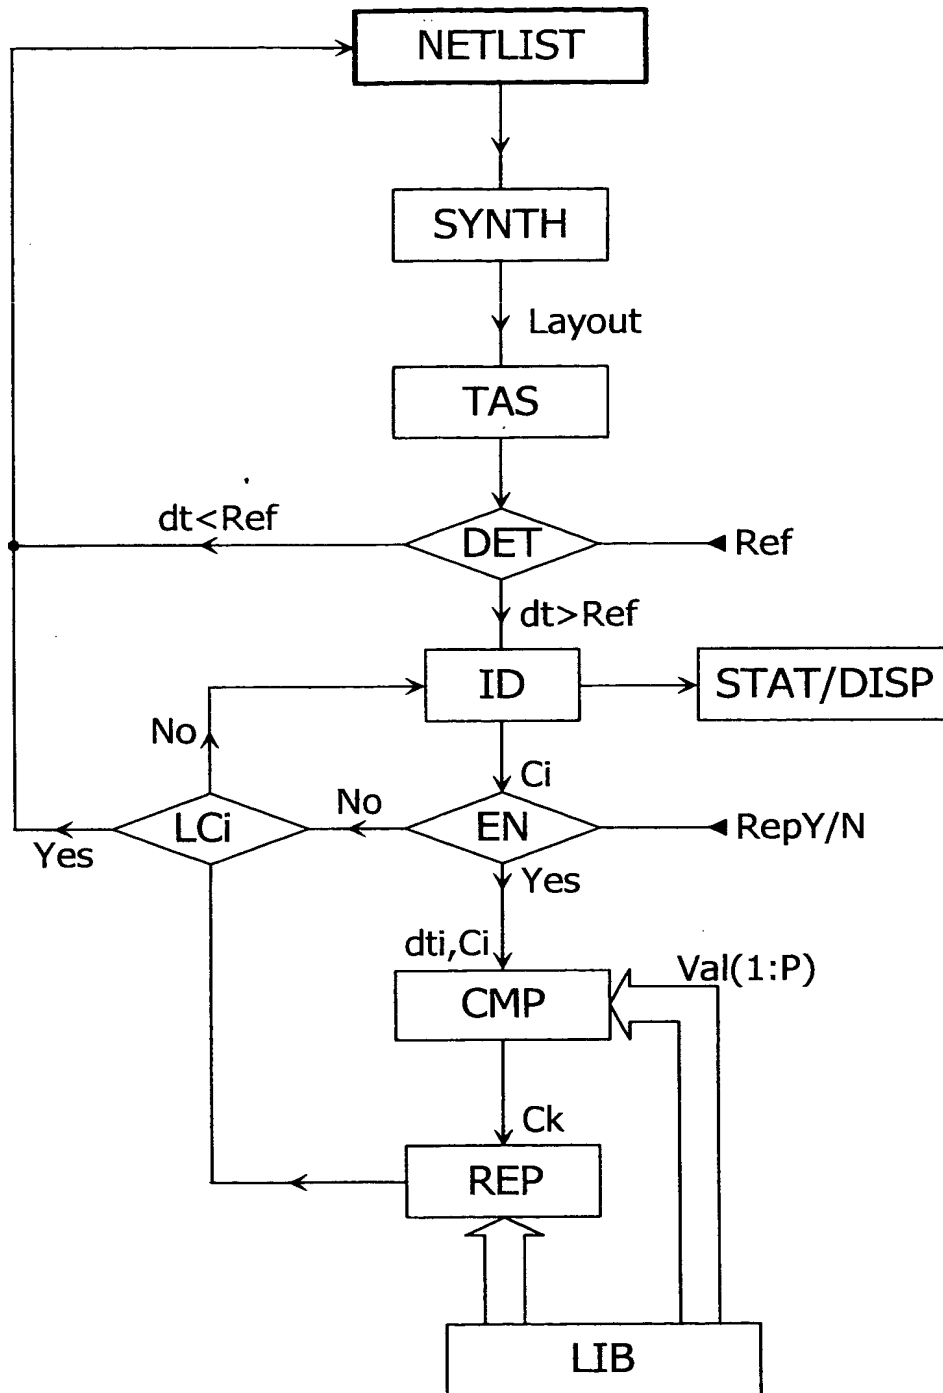 NETLIST
SYNTH
Layout
TAS
dt<Ref
DET
Ref
dt>Ref
ID
STAT/DISP
No
Ci
LCi
No
EN
RepY/N
Yes
Yes
dti,Ci
Val(1:P)
CMP
Ck
REP
LIB